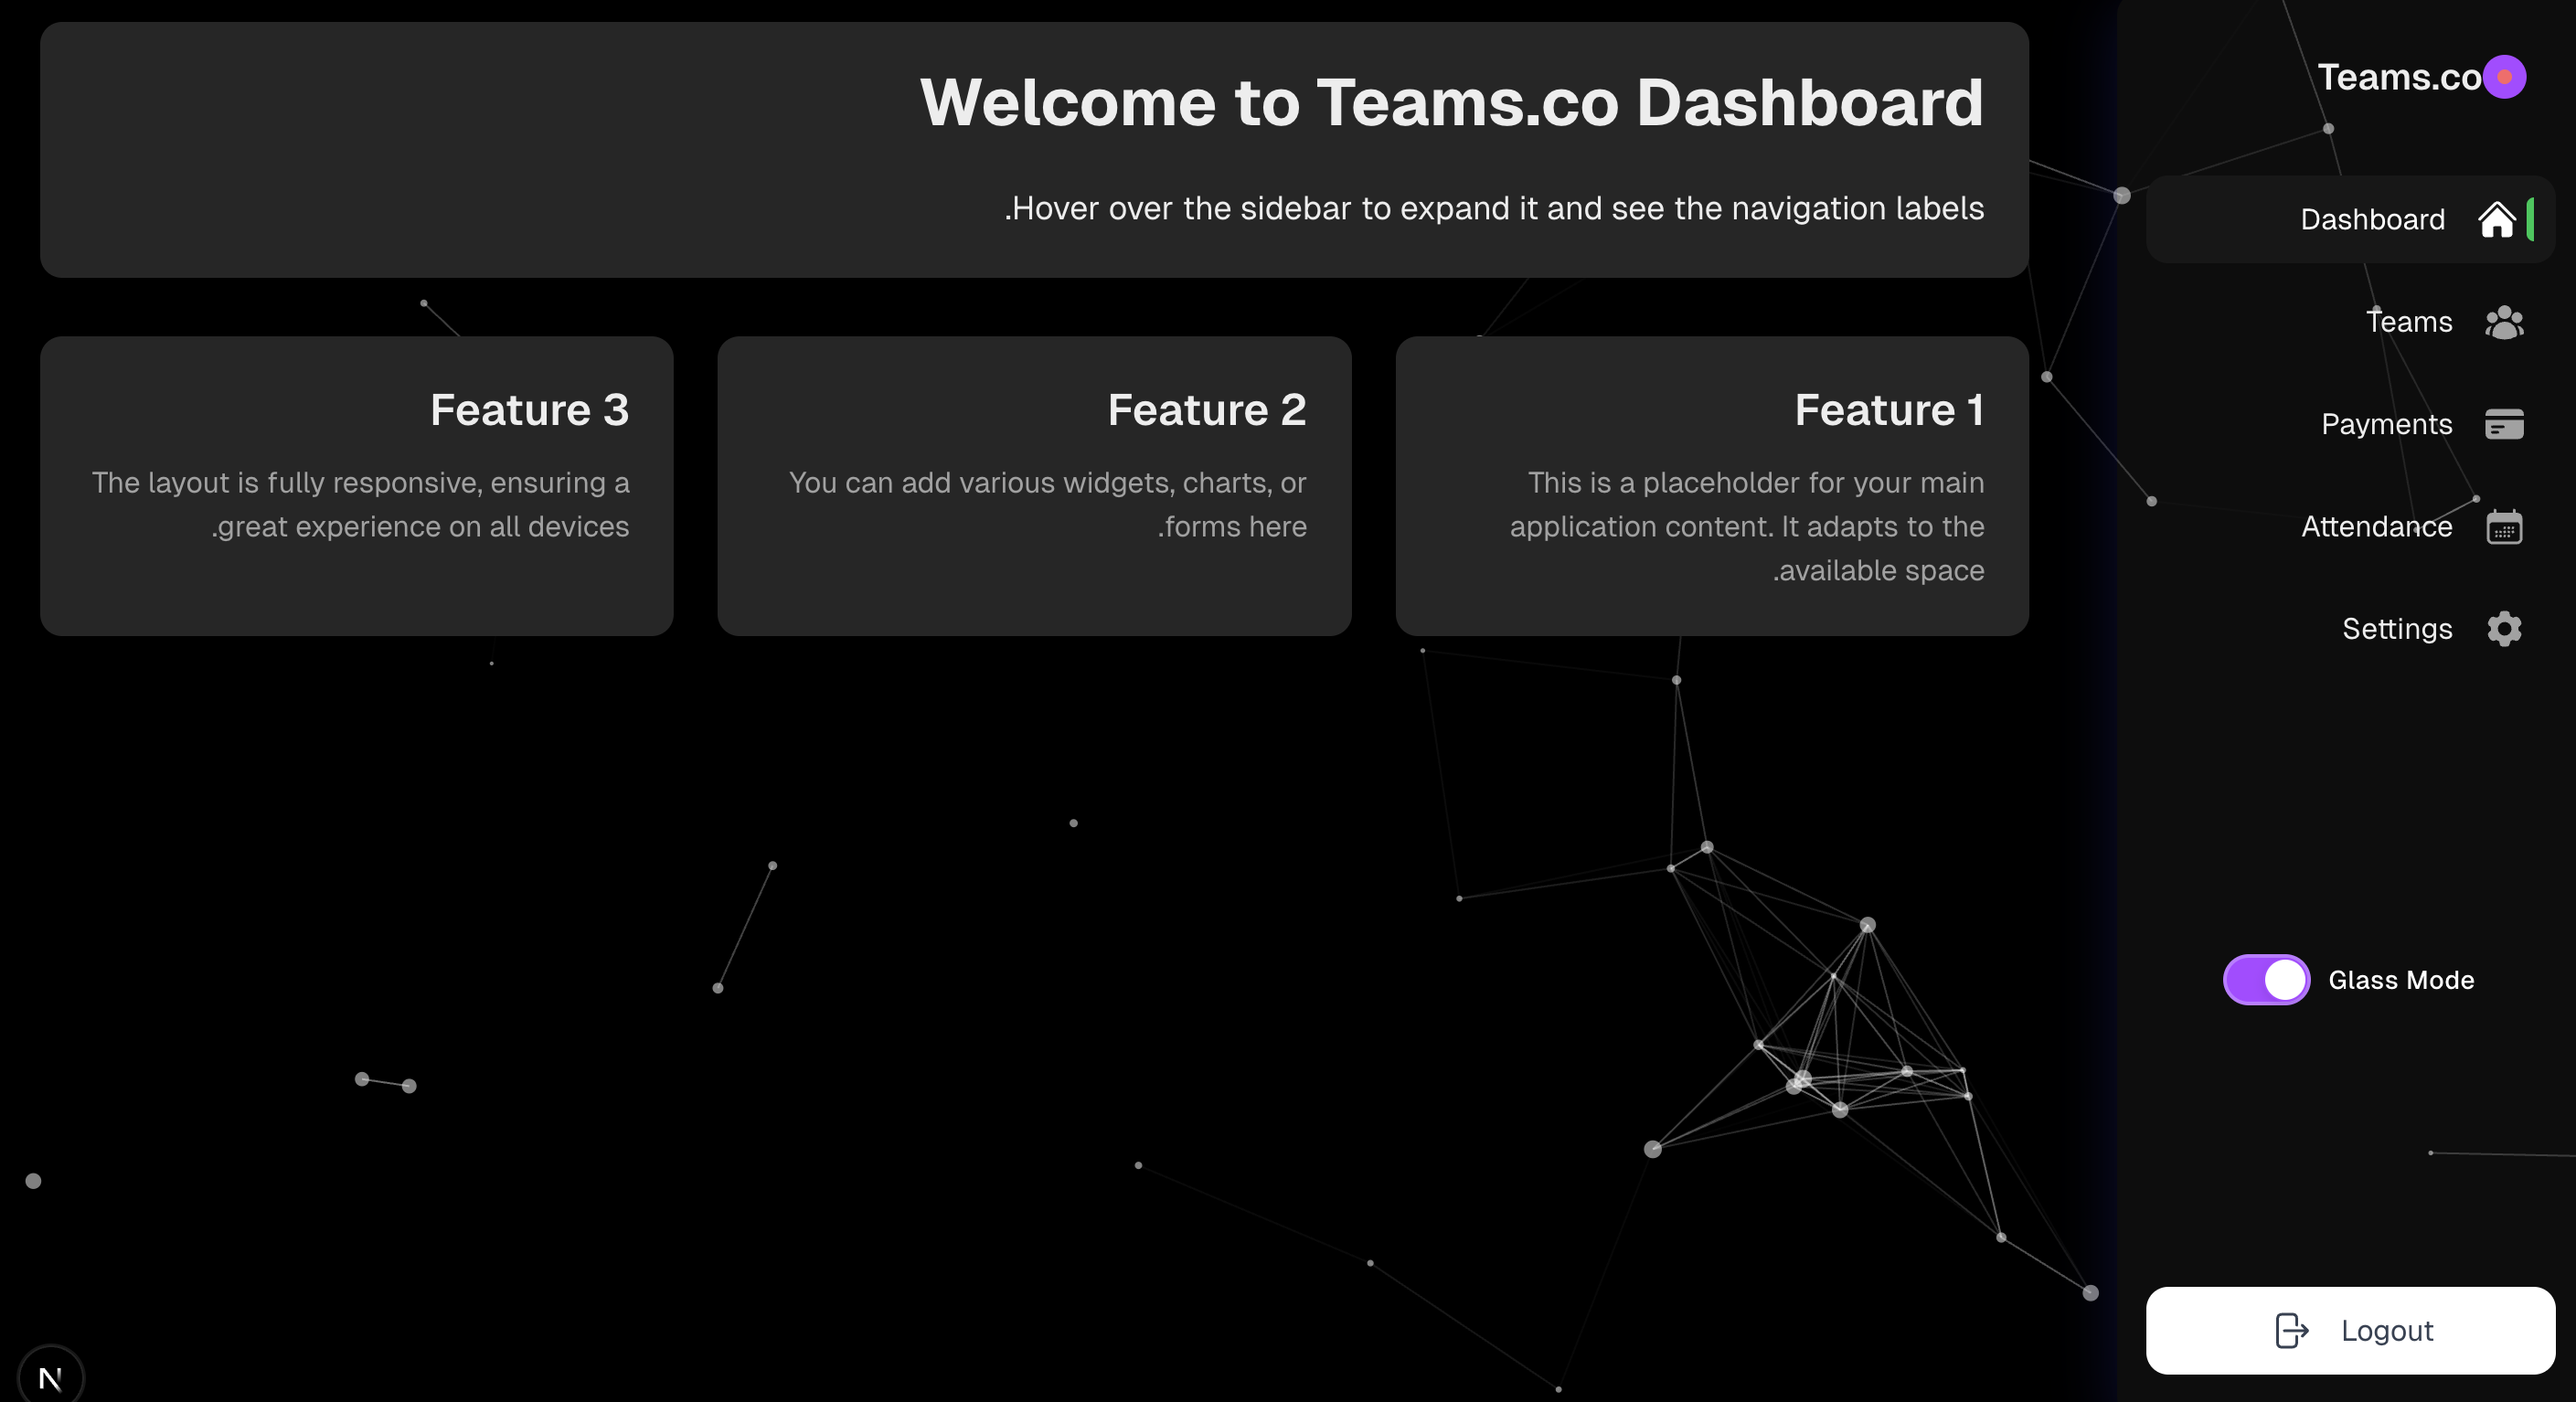 Teams.co
Dashboard
Teams
Payments
Attendance
Settings
Glass Mode
Logout
Welcome to Teams.co Dashboard
.Hover over the sidebar to expand it and see the navigation labels
Feature 1
This is a placeholder for your main
application content. It adapts to the
.available space
Feature 2
You can add various widgets, charts, or
.forms here
Feature 3
The layout is fully responsive, ensuring a
.great experience on all devices
N